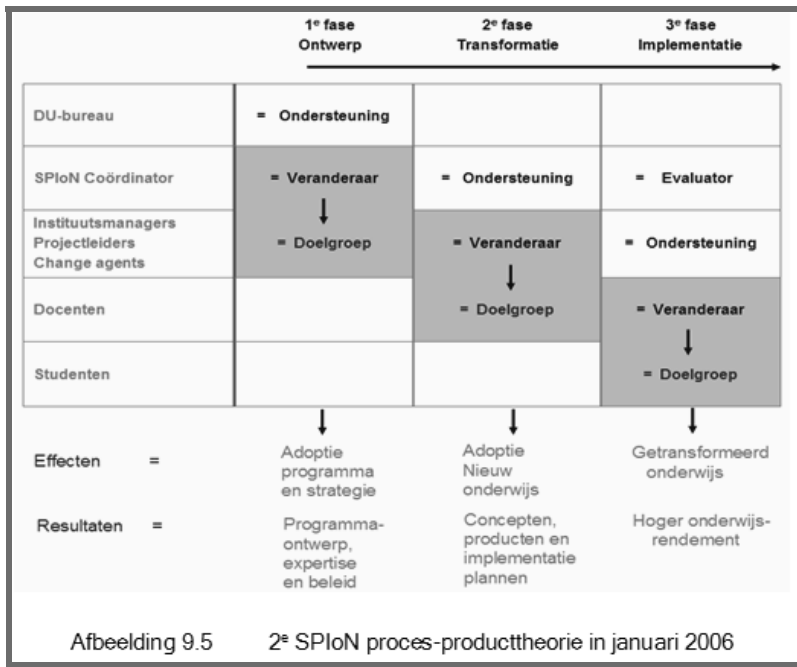 1e fase 2e fase 3e fase
Ontwerp Transformatie Implementatie
DU-bureau = Ondersteuning
SPIoN Coördinator = Veranderaar = Ondersteuning = Evaluator
Instituutsmanagers
Projectleiders = Doelgroep = Veranderaar = Ondersteuning
Change agents
Docenten = Doelgroep = Veranderaar
Studenten = Doelgroep
Effecten = Adoptie programma en strategie
Adoptie Nieuw onderwijs
Getransformeerd onderwijs
Resultaten = Programma-ontwerp, expertise en beleid
Concepten, producten en implementatie plannen
Hoger onderwijs-rendement
Afbeelding 9.5 2e SPIoN proces-producttheorie in januari 2006